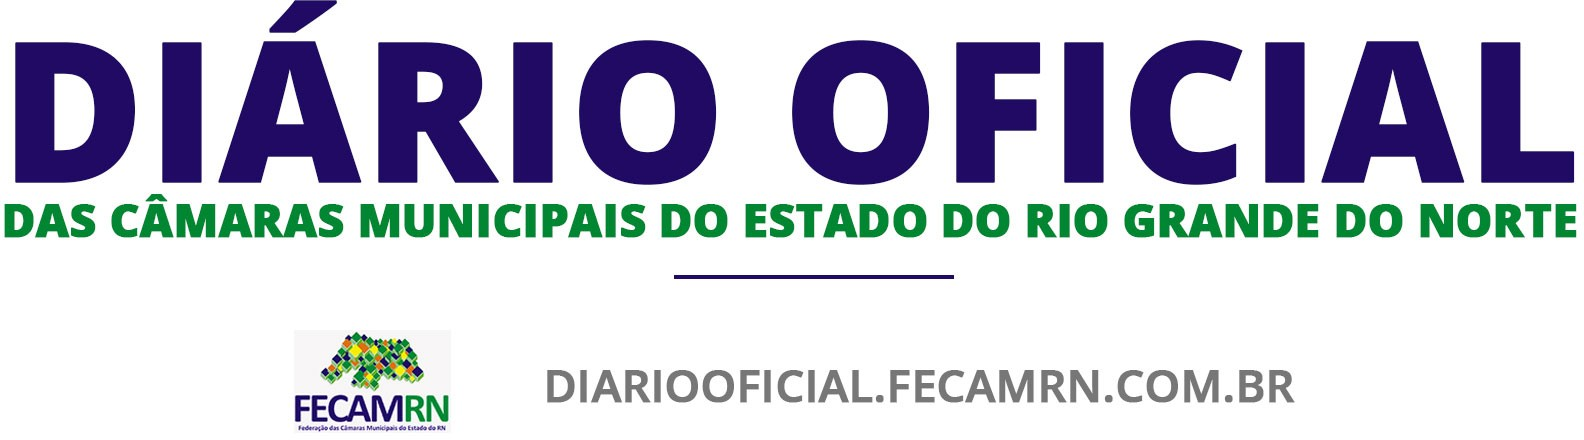 DIÁRIO OFICIAL
DAS CÂMARAS MUNICIPAIS DO ESTADO DO RIO GRANDE DO NORTE
FECAMRN
Federação das Câmaras Municipais do Estado do RN
DIARIOOFICIAL.FECAMRN.COM.BR